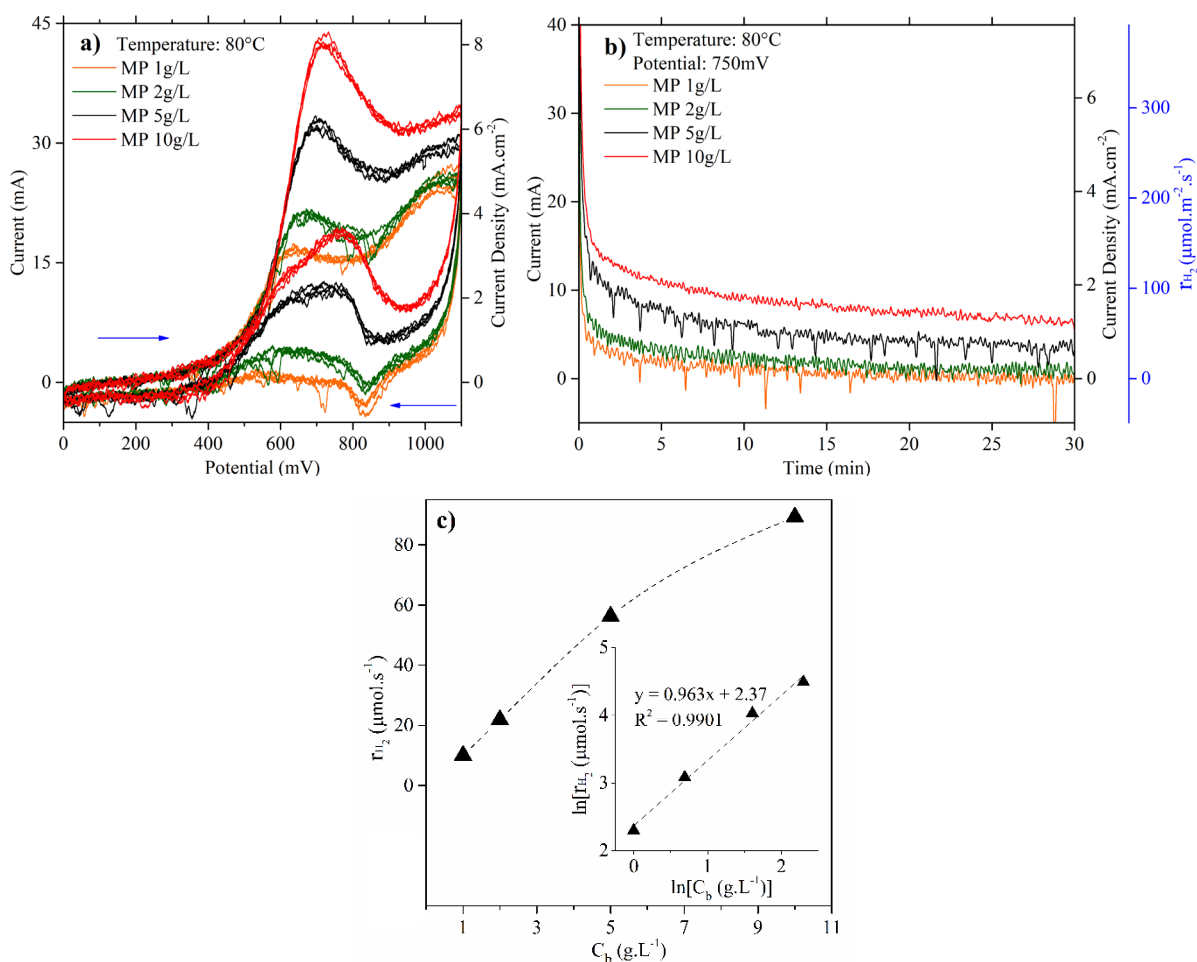 a)
Temperature: 80°C
MP 1g/L
MP 2g/L
MP 5g/L
MP 10g/L
45
30
15
0
Current (mA)
8
6
4
2
0
Current Density (mA.cm⁻²)
0 200 400 600 800 1000
Potential (mV)
b)
Temperature: 80°C
Potential: 750mV
MP 1g/L
MP 2g/L
MP 5g/L
MP 10g/L
40
30
20
10
0
Current (mA)
6
4
2
0
Current Density (mA.cm⁻²)
300
200
100
0
r_H₂ (μmol.m⁻².s⁻¹)
0 5 10 15 20 25 30
Time (min)
c)
80
60
40
20
0
r_H₂ (μmol.s⁻¹)
1 3 5 7 9 11
C_b (g.L⁻¹)
y = 0.963x + 2.37
R² − 0.9901
5
4
3
2
ln[r_H₂ (μmol.s⁻¹)]
0 1 2
ln[C_b (g.L⁻¹)]